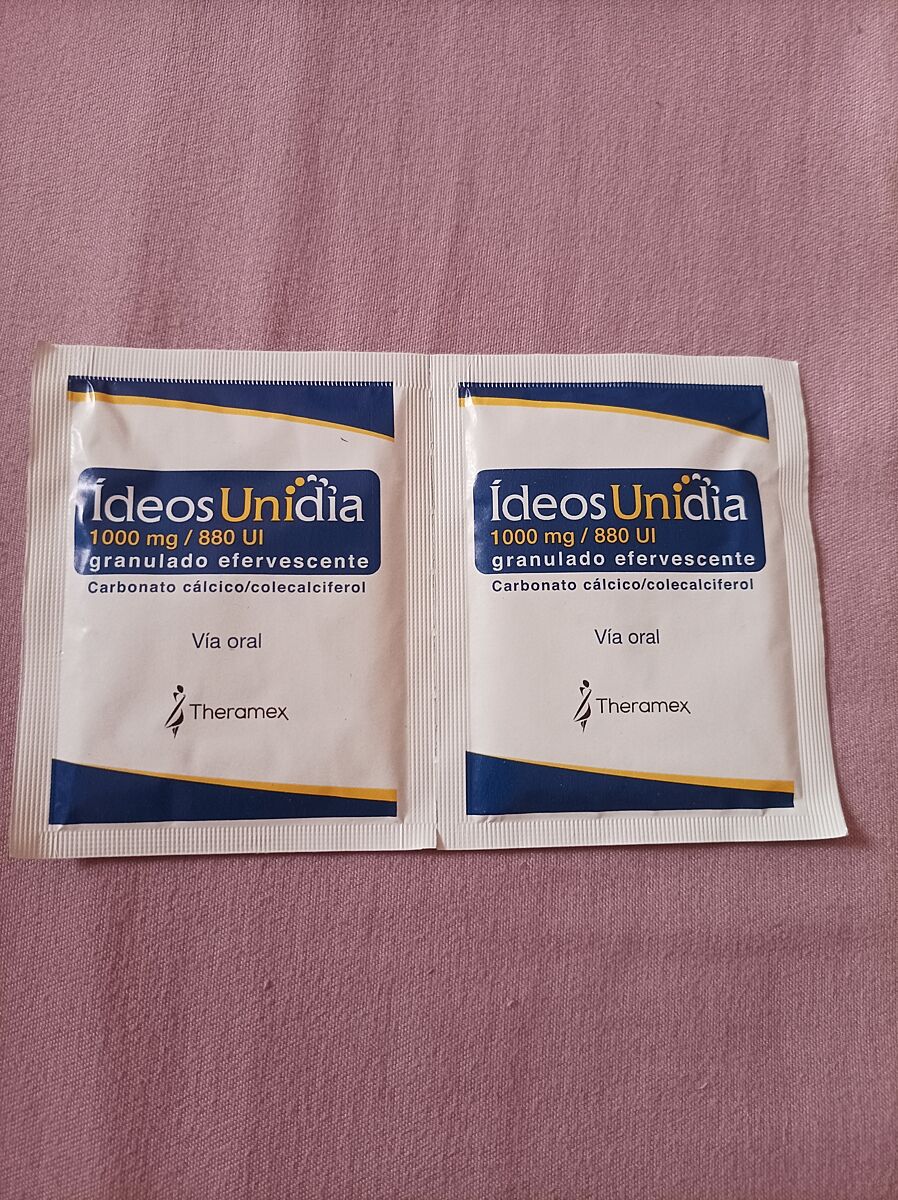 ÍdeosUnidia
1000 mg / 880 UI
granulado efervescente
Carbonato cálcico/colecalciferol
Vía oral
Theramex
ÍdeosUnidia
1000 mg / 880 UI
granulado efervescente
Carbonato cálcico/colecalciferol
Vía oral
Theramex